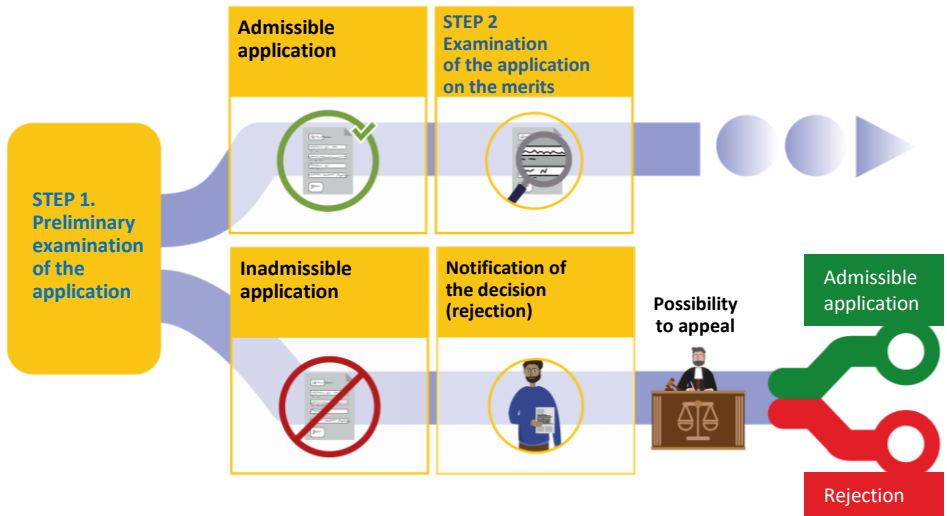 STEP 1.
Preliminary
examination
of the
application
Admissible
application
STEP 2
Examination
of the application
on the merits
Inadmissible
application
Notification of
the decision
(rejection)
Possibility
to appeal
Admissible
application
Rejection